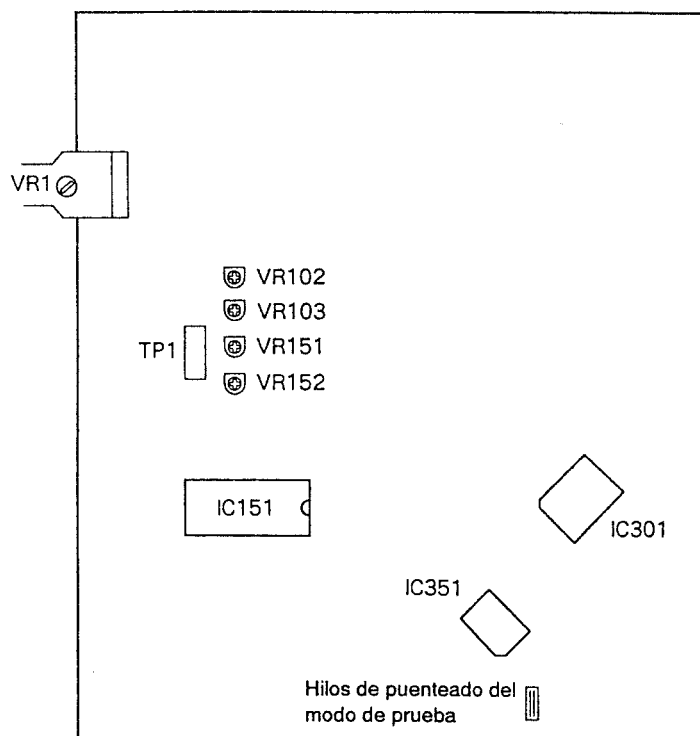 VR1
VR102
VR103
TP1
VR151
VR152
IC151
IC301
IC351
Hilos de puenteado del
modo de prueba